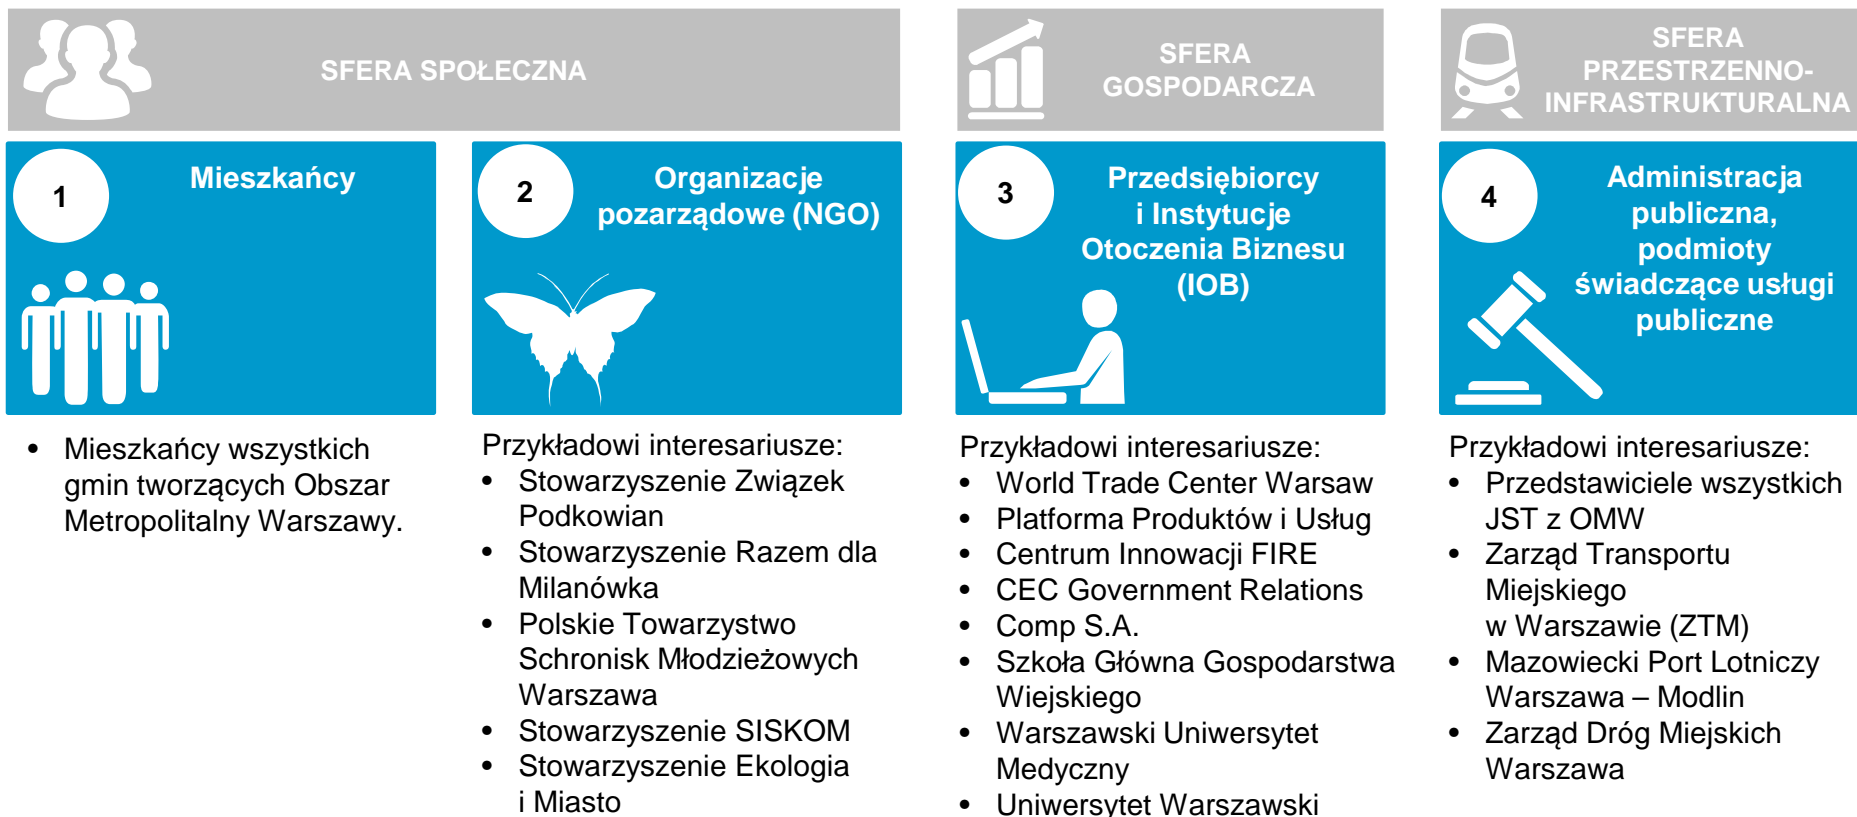 SFERA SPOŁECZNA
1
Mieszkańcy
• Mieszkańcy wszystkich
gmin tworzących Obszar
Metropolitalny Warszawy.
2
Organizacje
pozarządowe (NGO)
Przykładowi interesariusze:
• Stowarzyszenie Związek
Podkowian
• Stowarzyszenie Razem dla
Milanówka
• Polskie Towarzystwo
Schronisk Młodzieżowych
Warszawa
• Stowarzyszenie SISKOM
• Stowarzyszenie Ekologia
i Miasto
SFERA
GOSPODARCZA
3
Przedsiębiorcy
i Instytucje
Otoczenia Biznesu
(IOB)
Przykładowi interesariusze:
• World Trade Center Warsaw
• Platforma Produktów i Usług
• Centrum Innowacji FIRE
• CEC Government Relations
• Comp S.A.
• Szkoła Główna Gospodarstwa
Wiejskiego
• Warszawski Uniwersytet
Medyczny
• Uniwersytet Warszawski
SFERA
PRZESTRZENNO-
INFRASTRUKTURALNA
4
Administracja
publiczna,
podmioty
świadczące usługi
publiczne
Przykładowi interesariusze:
• Przedstawiciele wszystkich
JST z OMW
• Zarząd Transportu
Miejskiego
w Warszawie (ZTM)
• Mazowiecki Port Lotniczy
Warszawa – Modlin
• Zarząd Dróg Miejskich
Warszawa